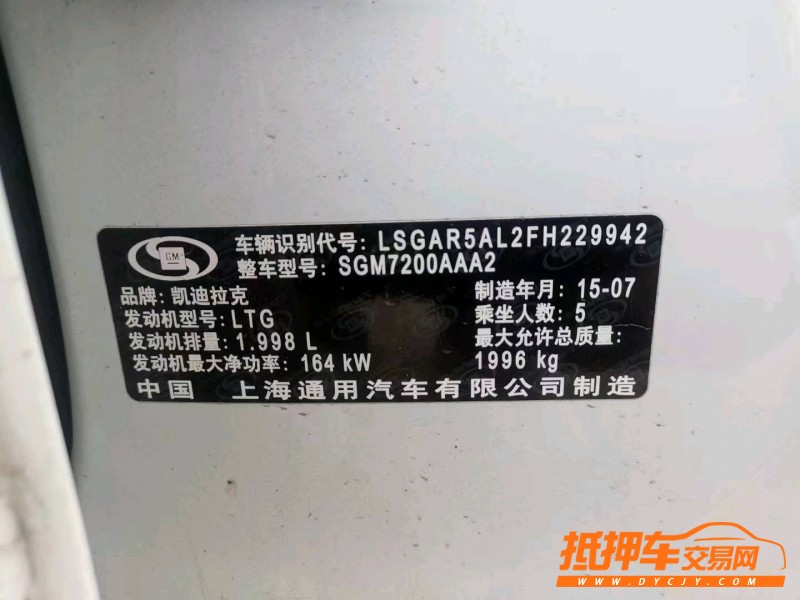 GM
车辆识别代号: LSGAR5AL2FH229942
整车型号: SGM7200AAA2
品牌: 凯迪拉克
制造年月: 15-07
发动机型号: LTG
乘坐人数: 5
发动机排量: 1.998 L
最大允许总质量:
发动机最大净功率: 164 kW
1996 kg
中国 上海通用汽车有限公司制造
抵押车交易网
WWW.DYCJY.COM